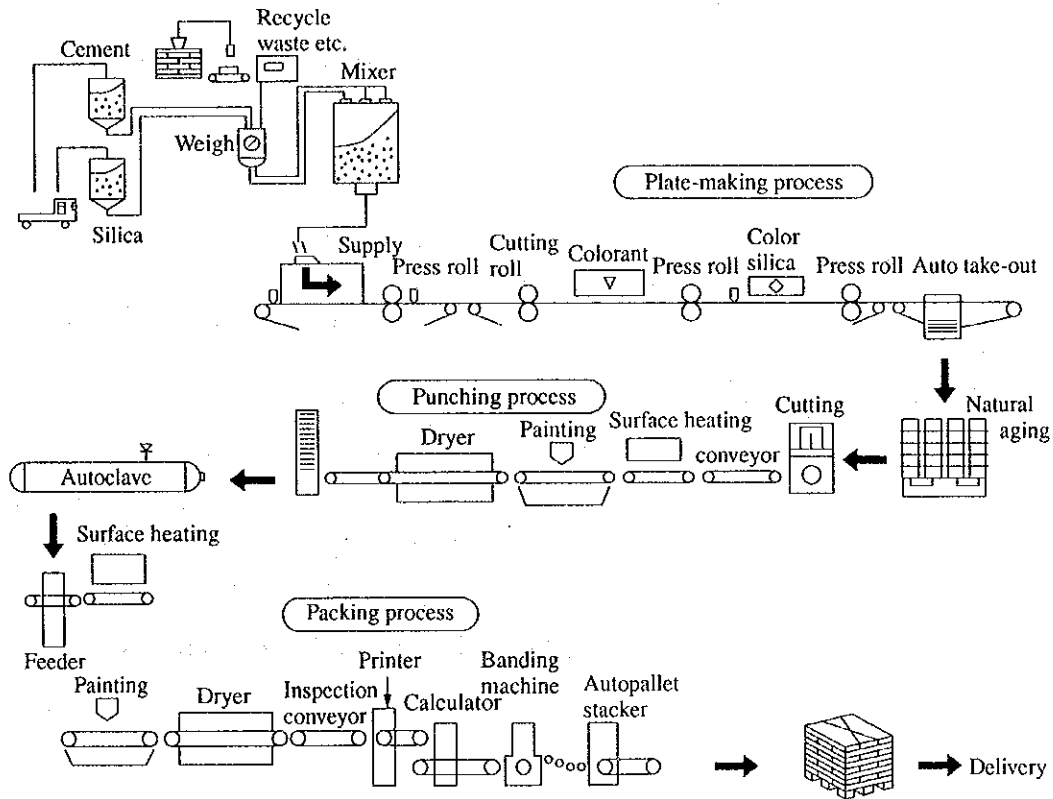 Recycle
waste etc.
Cement
Mixer
Weigh
Silica
Plate-making process
Supply
Press roll
Cutting
roll
Colorant
Press roll
Color
silica
Press roll
Auto take-out
Natural
aging
Punching process
Cutting
conveyor
Surface heating
Painting
Dryer
Autoclave
Surface heating
Feeder
Packing process
Painting
Dryer
Inspection
conveyor
Printer
Calculator
Banding
machine
Autopallet
stacker
Delivery